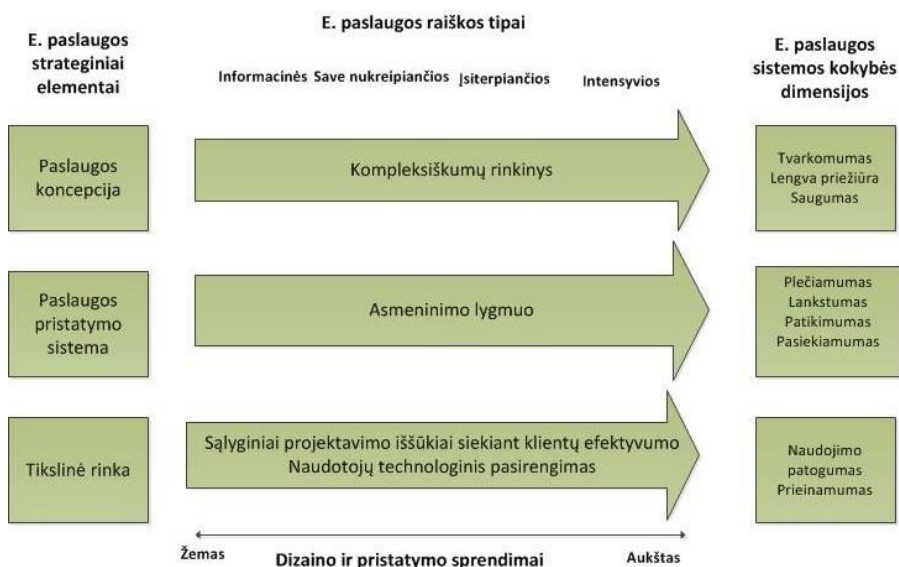 E. paslaugos
strateginiai
elementai
E. paslaugos raiškos tipai
Informacinės Save nukreipiančios Įsiterpiančios Intensyvios
E. paslaugos
sistemos kokybės
dimensijos
Paslaugos
koncepcija
Kompleksiškumų rinkinys
Tvarkomumas
Lengva priežiūra
Saugumas
Paslaugos
pristatymo
sistema
Asmeninimo lygmuo
Plečiamumas
Lankstumas
Patikimumas
Pasiekiamumas
Tikslinė rinka
Sąlyginiai projektavimo iššūkiai siekiant klientų efektyvumo
Naudotojų technologinis pasirengimas
Naudojimo
patogumas
Prieinamumas
Žemas
Dizaino ir pristatymo sprendimai
Aukštas